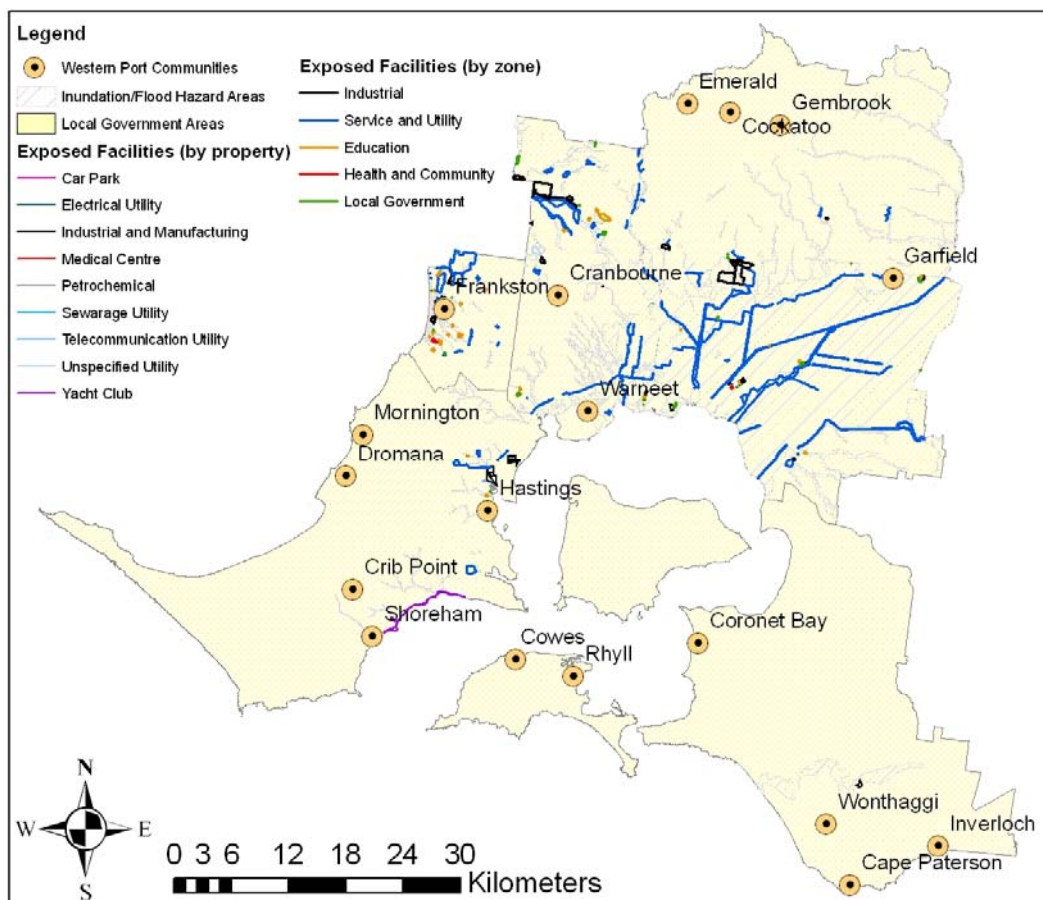 Legend
Western Port Communities
Inundation/Flood Hazard Areas
Local Government Areas
Exposed Facilities (by property)
Car Park
Electrical Utility
Industrial and Manufacturing
Medical Centre
Petrochemical
Sewarage Utility
Telecommunication Utility
Unspecified Utility
Yacht Club
Exposed Facilities (by zone)
Industrial
Service and Utility
Education
Health and Community
Local Government
Emerald
Gembrook
Cockatoo
Garfield
Cranbourne
Frankston
Warneet
Mornington
Dromana
Hastings
Crib Point
Shoreham
Cowes
Rhyll
Coronet Bay
Wonthaggi
Inverloch
Cape Paterson
N
W E
S
0 3 6 12 18 24 30
Kilometers